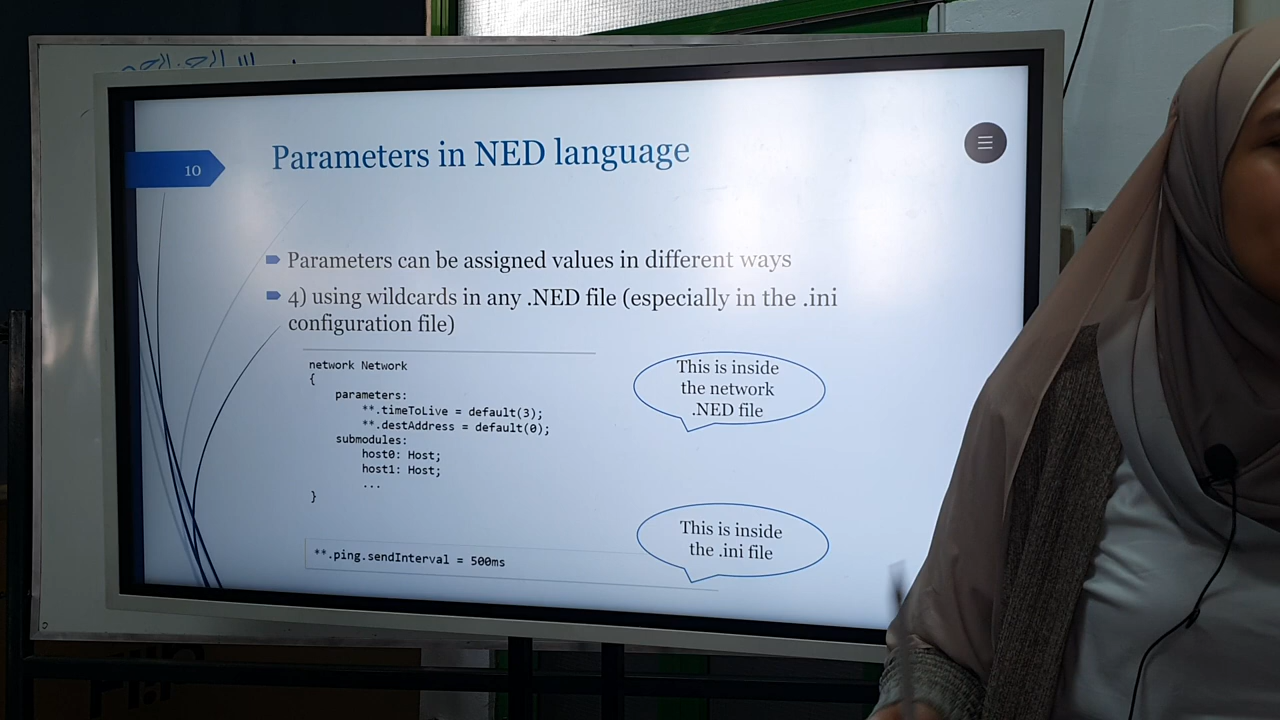 10
Parameters in NED language
Parameters can be assigned values in different ways
4) using wildcards in any .NED file (especially in the .ini
configuration file)
network Network
{
parameters:
**.timeToLive = default(3);
**.destAddress = default(0);
submodules:
host0: Host;
host1: Host;
...
}
This is inside
the network
.NED file
**.ping.sendInterval = 500ms
This is inside
the .ini file